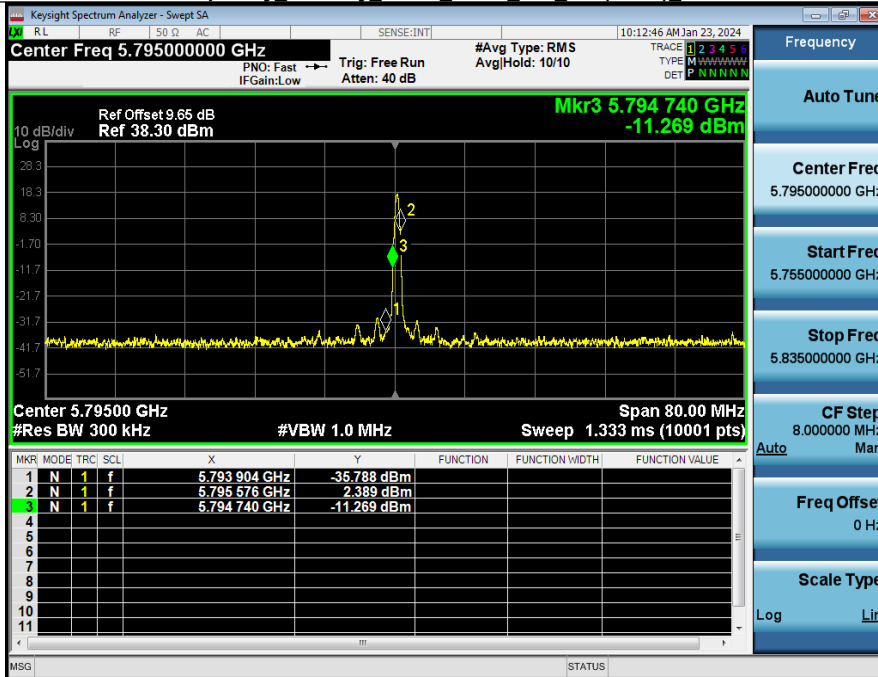 Keysight Spectrum Analyzer - Swept SA
LXI RL RF 50 Ω AC SENSE:INT 10:12:46 AM Jan 23, 2024
Center Freq 5.795000000 GHz
PNO: Fast
IFGain:Low
Trig: Free Run
Atten: 40 dB
#Avg Type: RMS
Avg|Hold: 10/10
TRACE 1 2 3 4 5 6
TYPE M W W W W W
DET P N N N N N
Ref Offset 9.65 dB
10 dB/div Ref 38.30 dBm
Log
Mkr3 5.794 740 GHz
-11.269 dBm
28.3
18.3
8.30
-1.70
-11.7
-21.7
-31.7
-41.7
-51.7
2
3
1
Center 5.79500 GHz Span 80.00 MHz
#Res BW 300 kHz #VBW 1.0 MHz Sweep 1.333 ms (10001 pts)
MKR MODE TRC SCL X Y FUNCTION FUNCTION WIDTH FUNCTION VALUE
1 N 1 f 5.793 904 GHz -35.788 dBm
2 N 1 f 5.795 576 GHz 2.389 dBm
3 N 1 f 5.794 740 GHz -11.269 dBm
4
5
6
7
8
9
10
11
MSG STATUS
Frequency
Auto Tune
Center Freq
5.795000000 GHz
Start Freq
5.755000000 GHz
Stop Freq
5.835000000 GHz
CF Step
8.000000 MHz
Auto Man
Freq Offset
0 Hz
Scale Type
Log Lin